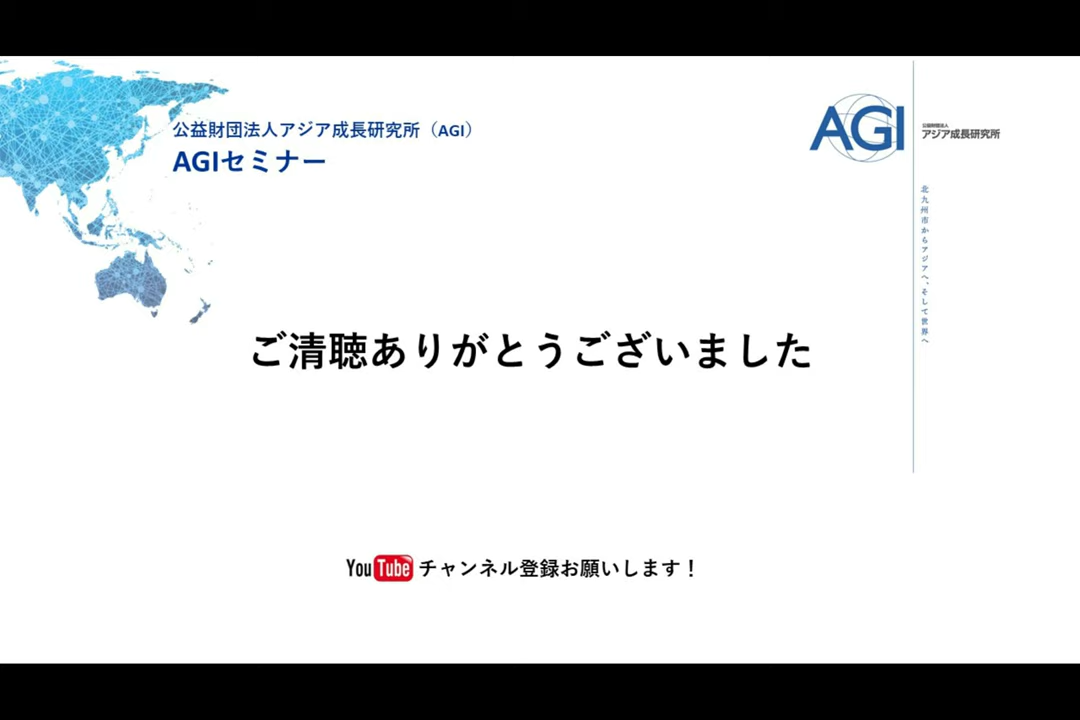 公益財団法人アジア成長研究所（AGI）
AGIセミナー
AGI
公益財団法人
アジア成長研究所
北九州市からアジアへ、そして世界へ
ご清聴ありがとうございました
YouTube チャンネル登録お願いします！